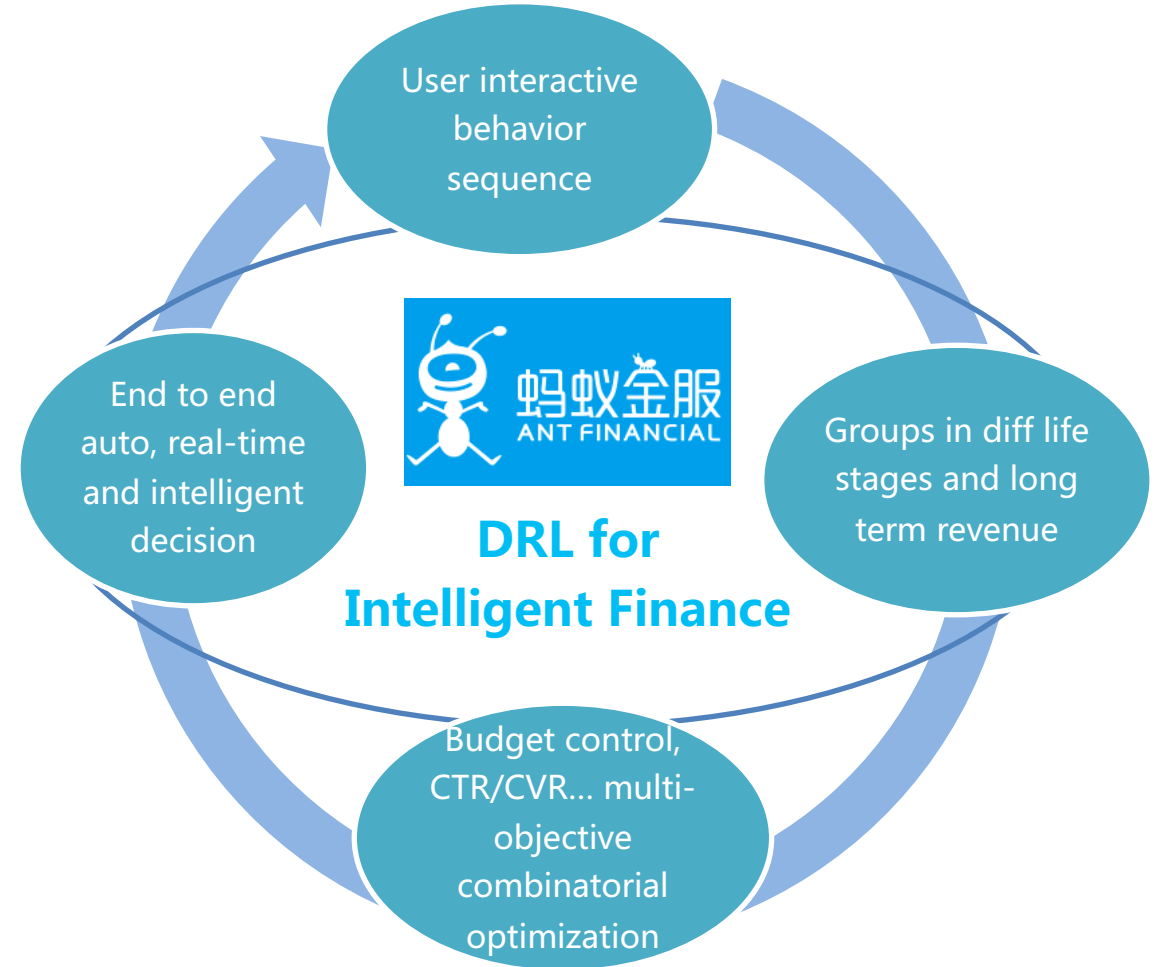 User interactive
behavior
sequence
End to end
auto, real-time
and intelligent
decision
蚂蚁金服
ANT FINANCIAL
DRL for
Intelligent Finance
Groups in diff life
stages and long
term revenue
Budget control,
CTR/CVR... multi-
objective
combinatorial
optimization